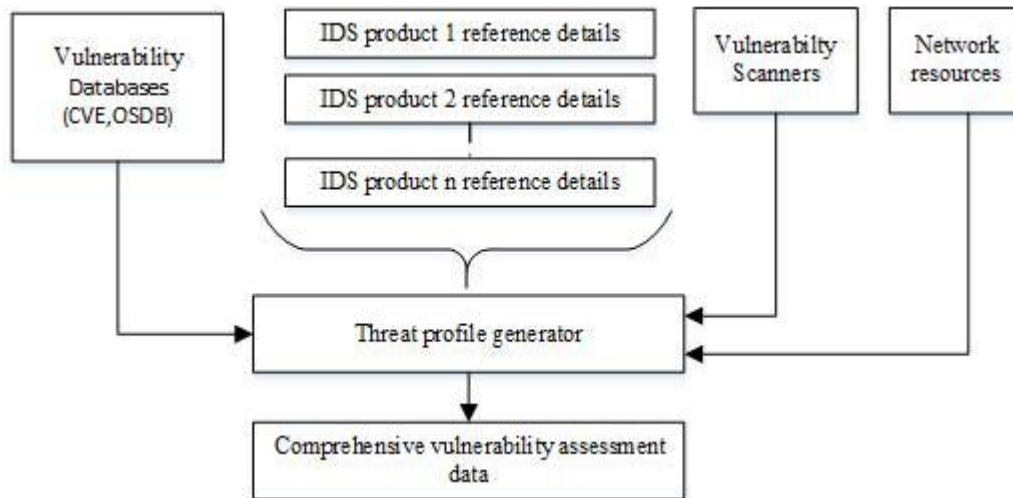 Vulnerability
Databases
(CVE,OSDB)
IDS product 1 reference details
IDS product 2 reference details
IDS product n reference details
Vulnerabilty
Scanners
Network
resources
Threat profile generator
Comprehensive vulnerability assessment
data